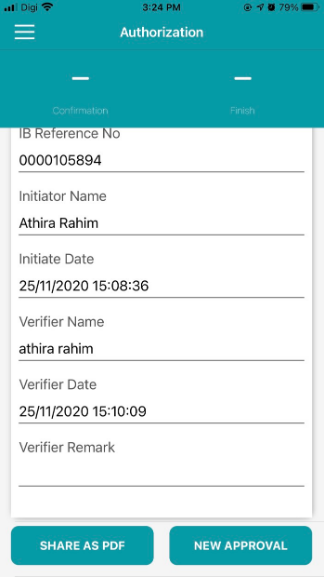 Digi 3:24 PM 79%
Authorization
Confirmation Finish
IB Reference No
0000105894
Initiator Name
Athira Rahim
Initiate Date
25/11/2020 15:08:36
Verifier Name
athira rahim
Verifier Date
25/11/2020 15:10:09
Verifier Remark
SHARE AS PDF NEW APPROVAL